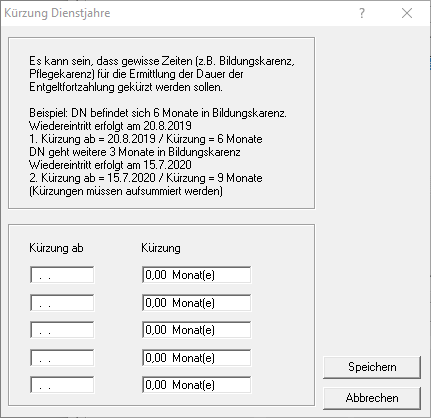 Kürzung Dienstjahre
Es kann sein, dass gewisse Zeiten (z.B. Bildungskarenz,
Pflegekarenz) für die Ermittlung der Dauer der
Entgeltfortzahlung gekürzt werden sollen.
Beispiel: DN befindet sich 6 Monate in Bildungskarenz.
Wiedereintritt erfolgt am 20.8.2019
1. Kürzung ab = 20.8.2019 / Kürzung = 6 Monate
DN geht weitere 3 Monate in Bildungskarenz
Wiedereintritt erfolgt am 15.7.2020
2. Kürzung ab = 15.7.2020 / Kürzung = 9 Monate
(Kürzungen müssen aufsummiert werden)
Kürzung ab Kürzung
. . 0,00 Monat(e)
. . 0,00 Monat(e)
. . 0,00 Monat(e)
. . 0,00 Monat(e)
. . 0,00 Monat(e)
Speichern
Abbrechen